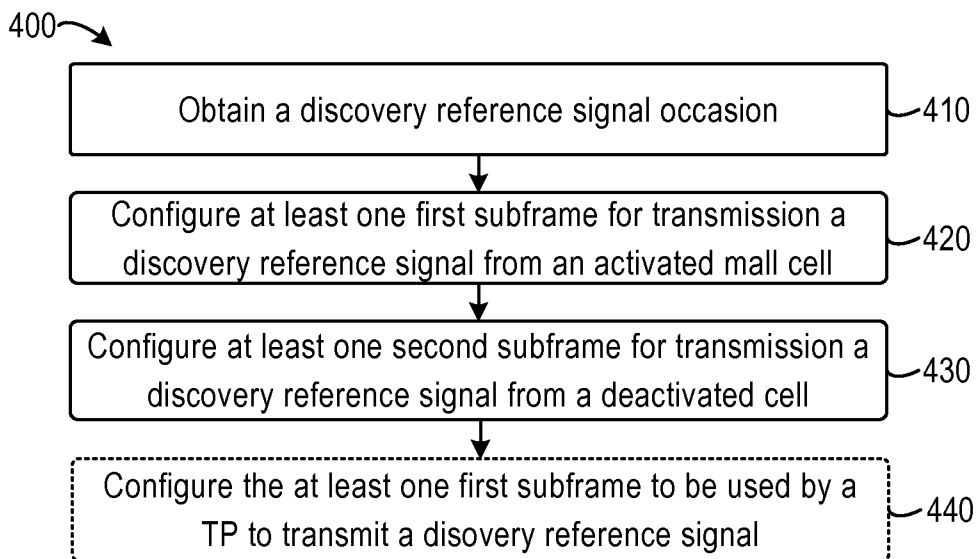 400
Obtain a discovery reference signal occasion
410
Configure at least one first subframe for transmission a
discovery reference signal from an activated mall cell
420
Configure at least one second subframe for transmission a
discovery reference signal from a deactivated cell
430
Configure the at least one first subframe to be used by a
TP to transmit a disovery reference signal
440